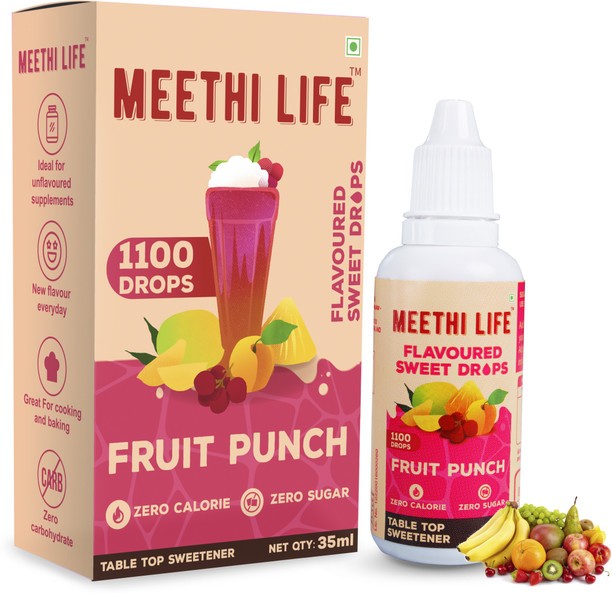 MEETHI LIFE™
Ideal for
unflavoured
supplements
New flavour
everyday
Great For cooking
and baking
CARB
Zero
carbohydrate
MEETHI LIFE™
FLAVOURED
SWEET DROPS
1100
DROPS
FRUIT PUNCH
ZERO CALORIE
ZERO SUGAR
TABLE TOP SWEETENER
NET QTY: 35ml
MEETHI LIFE™
FLAVOURED
SWEET DROPS
1100
DROPS
FRUIT PUNCH
ZERO CALORIE
ZERO SUGAR
TABLE TOP
SWEETENER